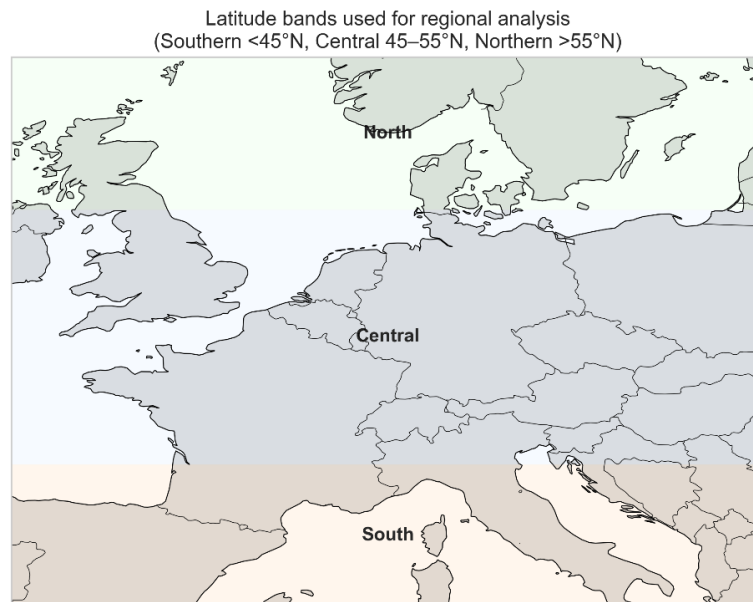 Latitude bands used for regional analysis
(Southern <45°N, Central 45–55°N, Northern >55°N)
North
Central
South